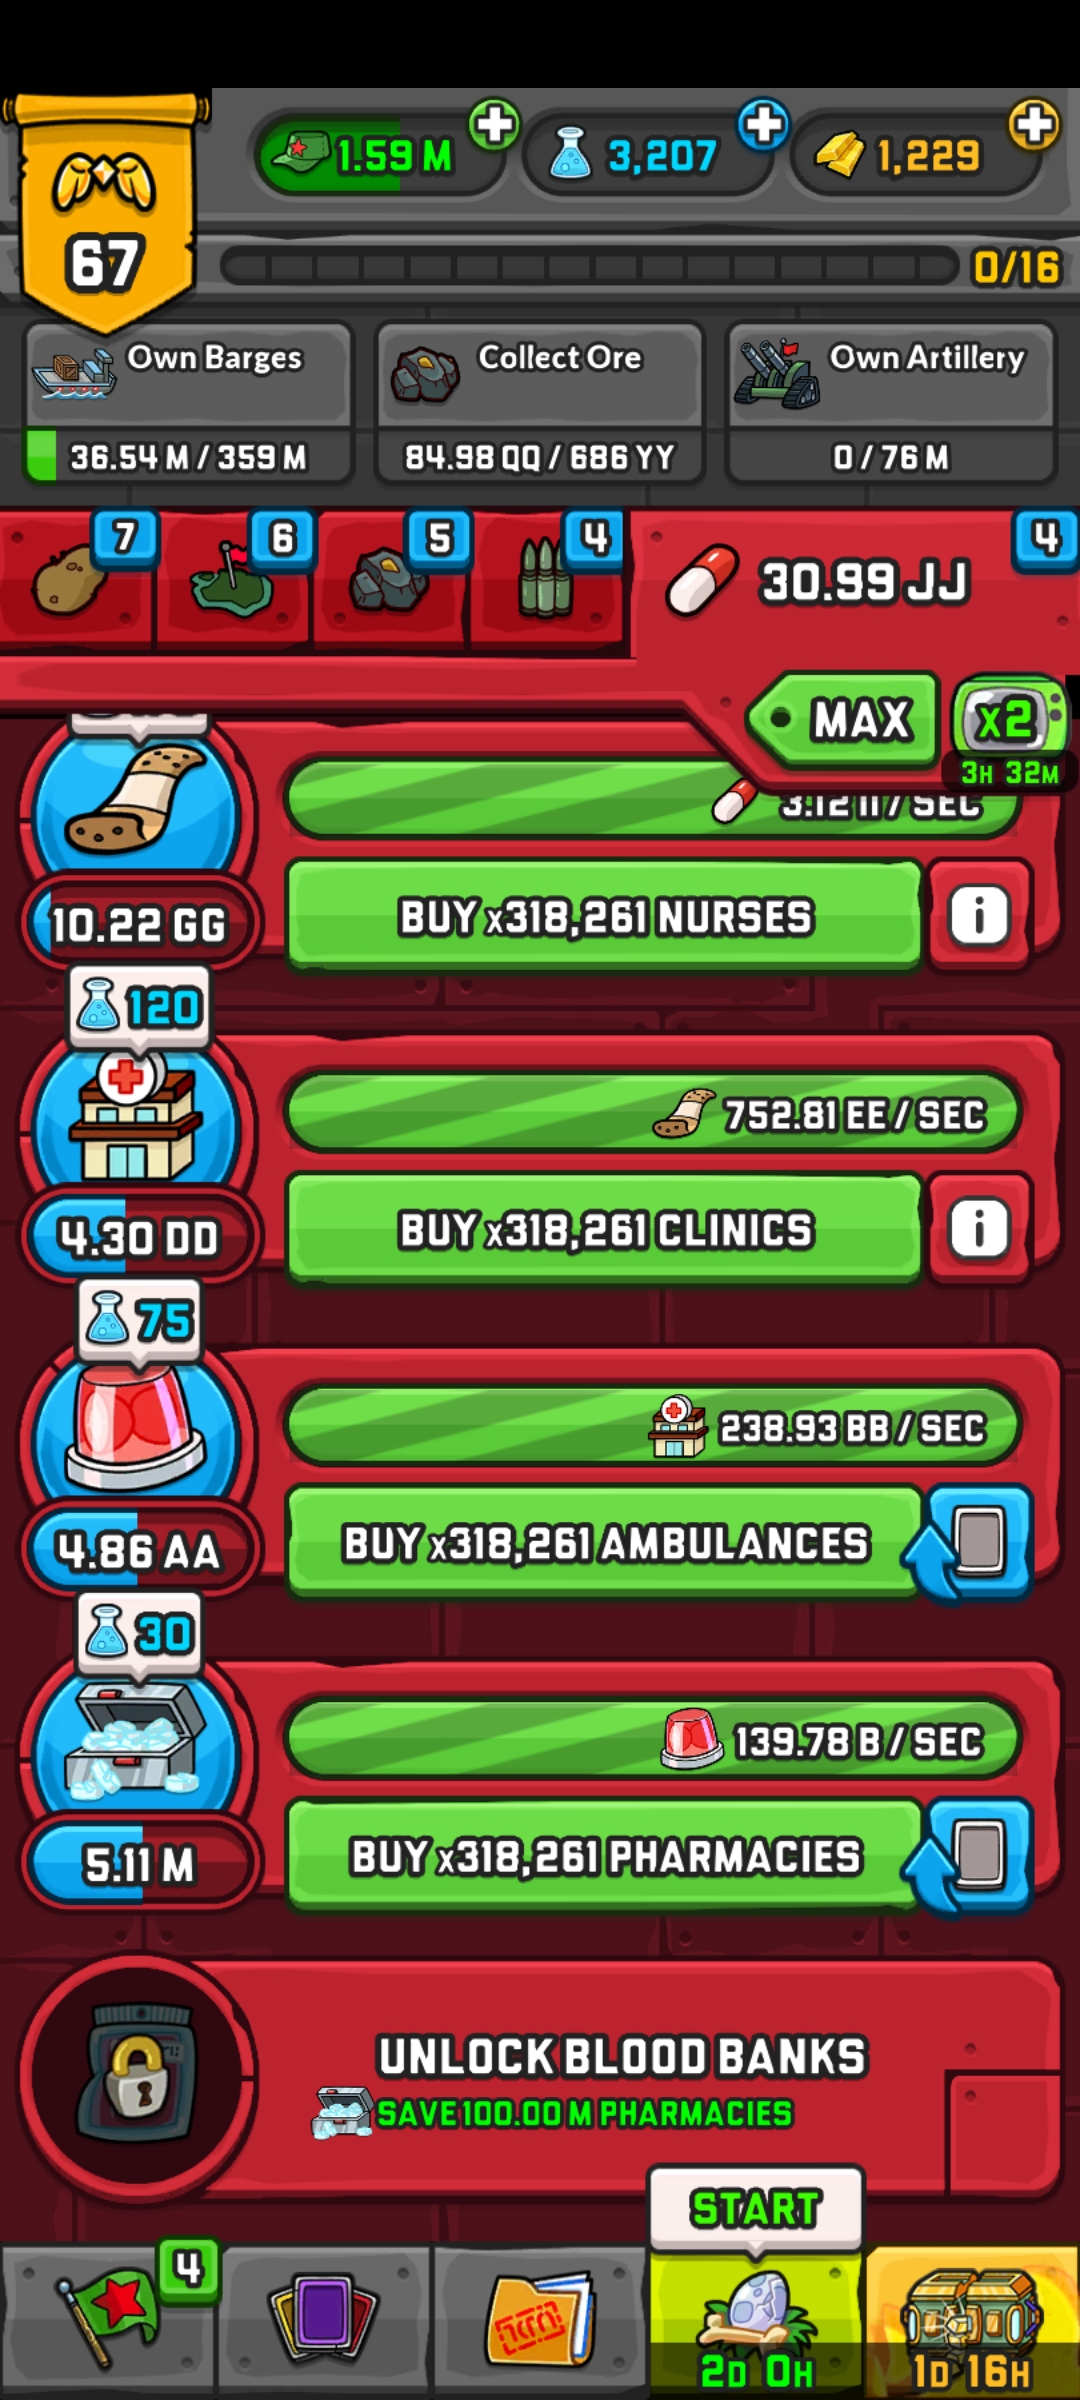 67
1.59 M
3,207
1,229
0/16
Own Barges
36.54 M / 359 M
Collect Ore
84.98 QQ / 686 YY
Own Artillery
0 / 76 M
7
6
5
4
30.99 JJ
4
MAX
x2
3H 32M
/ SEC
10.22 GG
BUY x318,261 NURSES
i
120
752.81 EE / SEC
4.30 DD
BUY x318,261 CLINICS
i
75
238.93 BB / SEC
4.86 AA
BUY x318,261 AMBULANCES
30
139.78 B / SEC
5.11 M
BUY x318,261 PHARMACIES
UNLOCK BLOOD BANKS
SAVE 100.00 M PHARMACIES
START
4
2D 0H
1D 16H